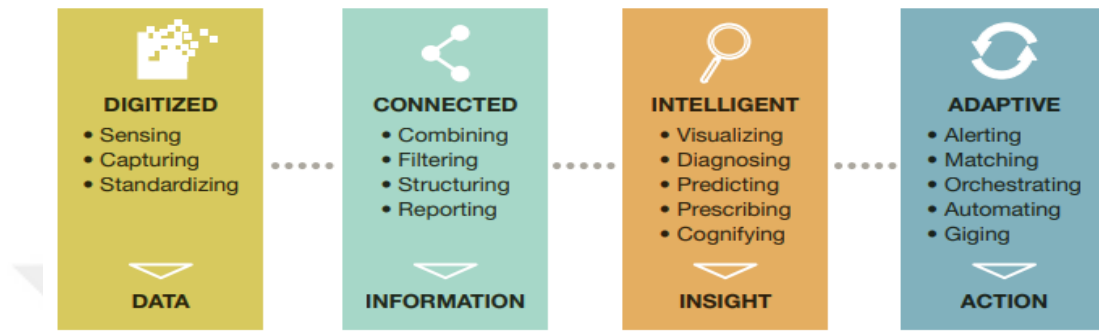 DIGITIZED
• Sensing
• Capturing
• Standardizing
DATA
CONNECTED
• Combining
• Filtering
• Structuring
• Reporting
INFORMATION
INTELLIGENT
• Visualizing
• Diagnosing
• Predicting
• Prescribing
• Cognifying
INSIGHT
ADAPTIVE
• Alerting
• Matching
• Orchestrating
• Automating
• Giging
ACTION